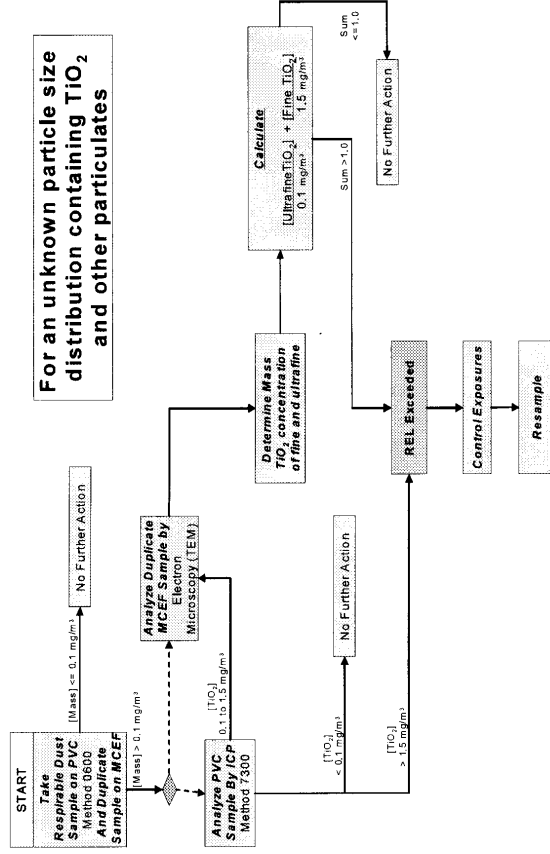 For an unknown particle size
distribution containing TiO₂
and other particulates
START
Take
Respirable Dust
Sample on PVC
Method 0600
And Duplicate
Sample on MCEF
[Mass] <= 0.1 mg/m³
No Further Action
[Mass] > 0.1 mg/m³
Analyze Duplicate
MCEF Sample by
Electron
Microscopy (TEM)
Analyze PVC
Sample By ICP
Method 7300
[TiO₂]
0.1 to 1.5 mg/m³
[TiO₂]
< 0.1 mg/m³
No Further Action
[TiO₂]
> 1.5 mg/m³
Determine Mass
TiO₂ concentration
of fine and ultrafine
Calculate
[UltrafineTiO₂] + [Fine TiO₂]
0.1 mg/m³ 1.5 mg/m³
Sum >1.0
Sum
<=1.0
No Further Action
REL Exceeded
Control Exposures
Resample